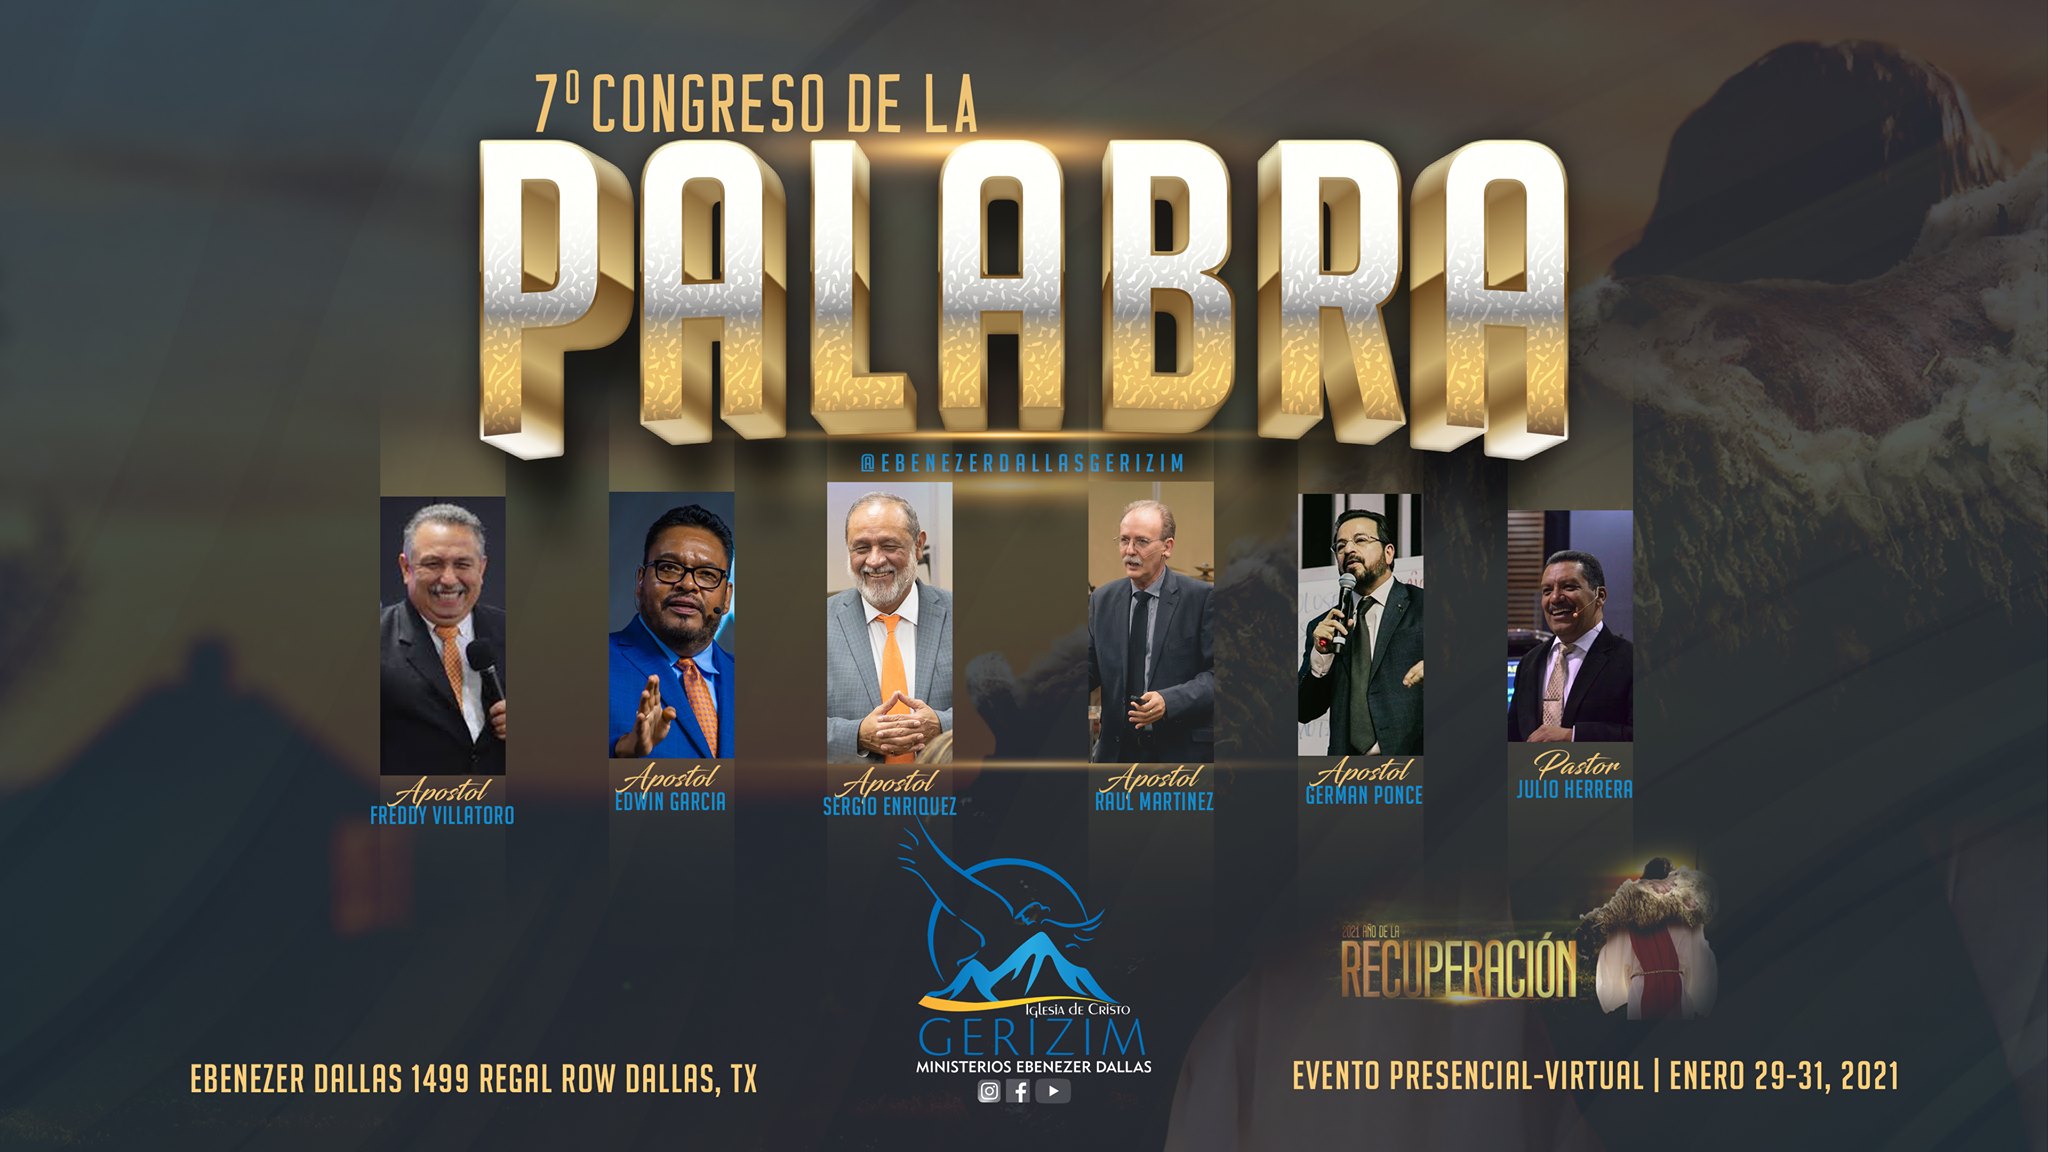 7º CONGRESO DE LA
PALABRA
@EBENEZERDALLASGERIZIM
Apostol
FREDDY VILLATORO
Apostol
EDWIN GARCIA
Apostol
SERGIO ENRIQUEZ
Apostol
RAUL MARTINEZ
Apostol
GERMAN PONCE
Pastor
JULIO HERRERA
2021 AÑO DE LA
RECUPERACIÓN
Iglesia de Cristo
GERIZIM
MINISTERIOS EBENEZER DALLAS
EBENEZER DALLAS 1499 REGAL ROW DALLAS, TX
EVENTO PRESENCIAL-VIRTUAL | ENERO 29-31, 2021